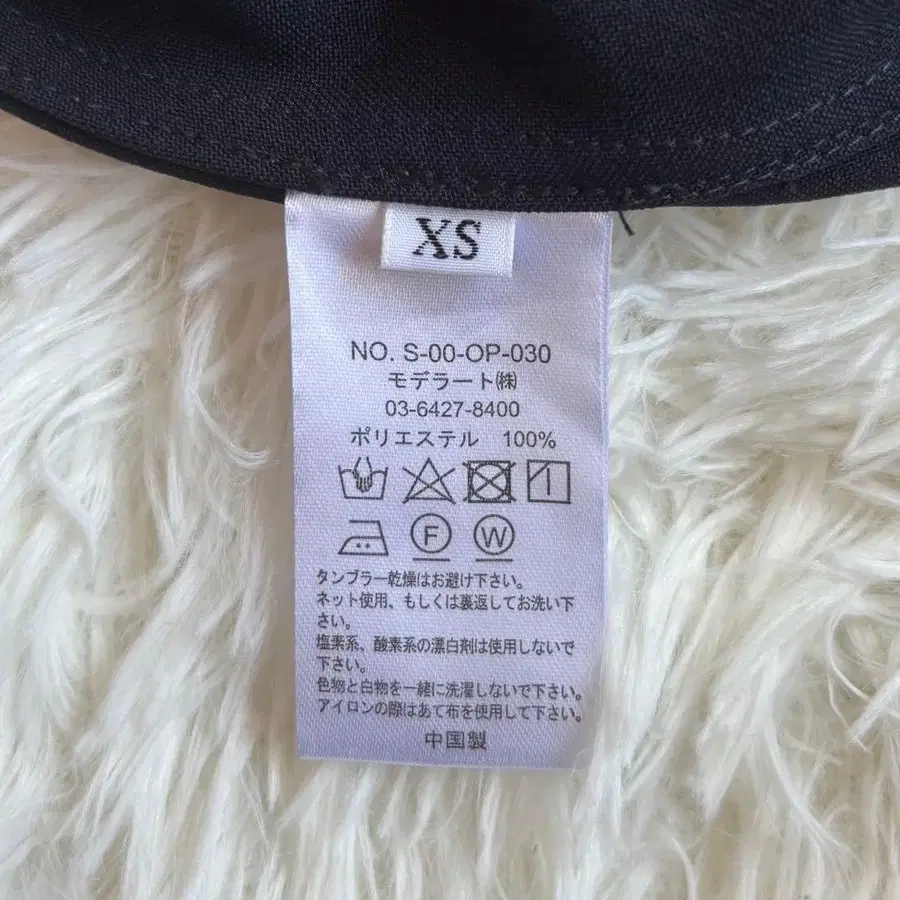 XS
NO. S-00-OP-030
モデラート㈱
03-6427-8400
ポリエステル 100%
F W
タンブラー乾燥はお避け下さい。
ネット使用、もしくは裏返してお洗い下
さい。
塩素系、酸素系の漂白剤は使用しないで
下さい。
色物と白物を一緒に洗濯しないで下さい。
アイロンの際はあて布を使用して下さい。
中国製